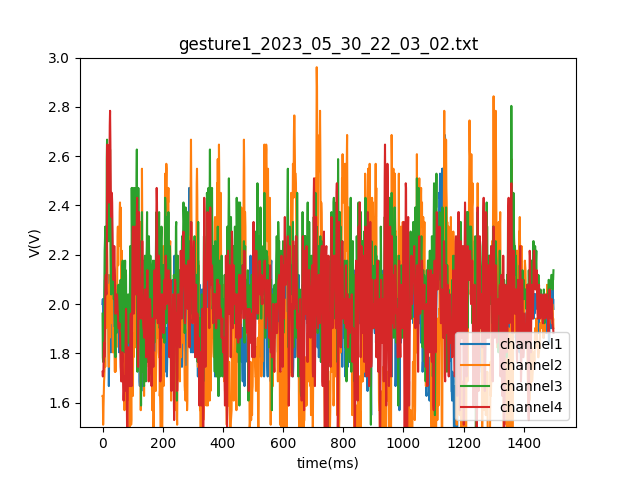 gesture1_2023_05_30_22_03_02.txt
3.0
2.8
2.6
2.4
2.2
2.0
1.8
1.6
V(V)
channel1
channel2
channel3
channel4
0 200 400 600 800 1000 1200 1400
time(ms)